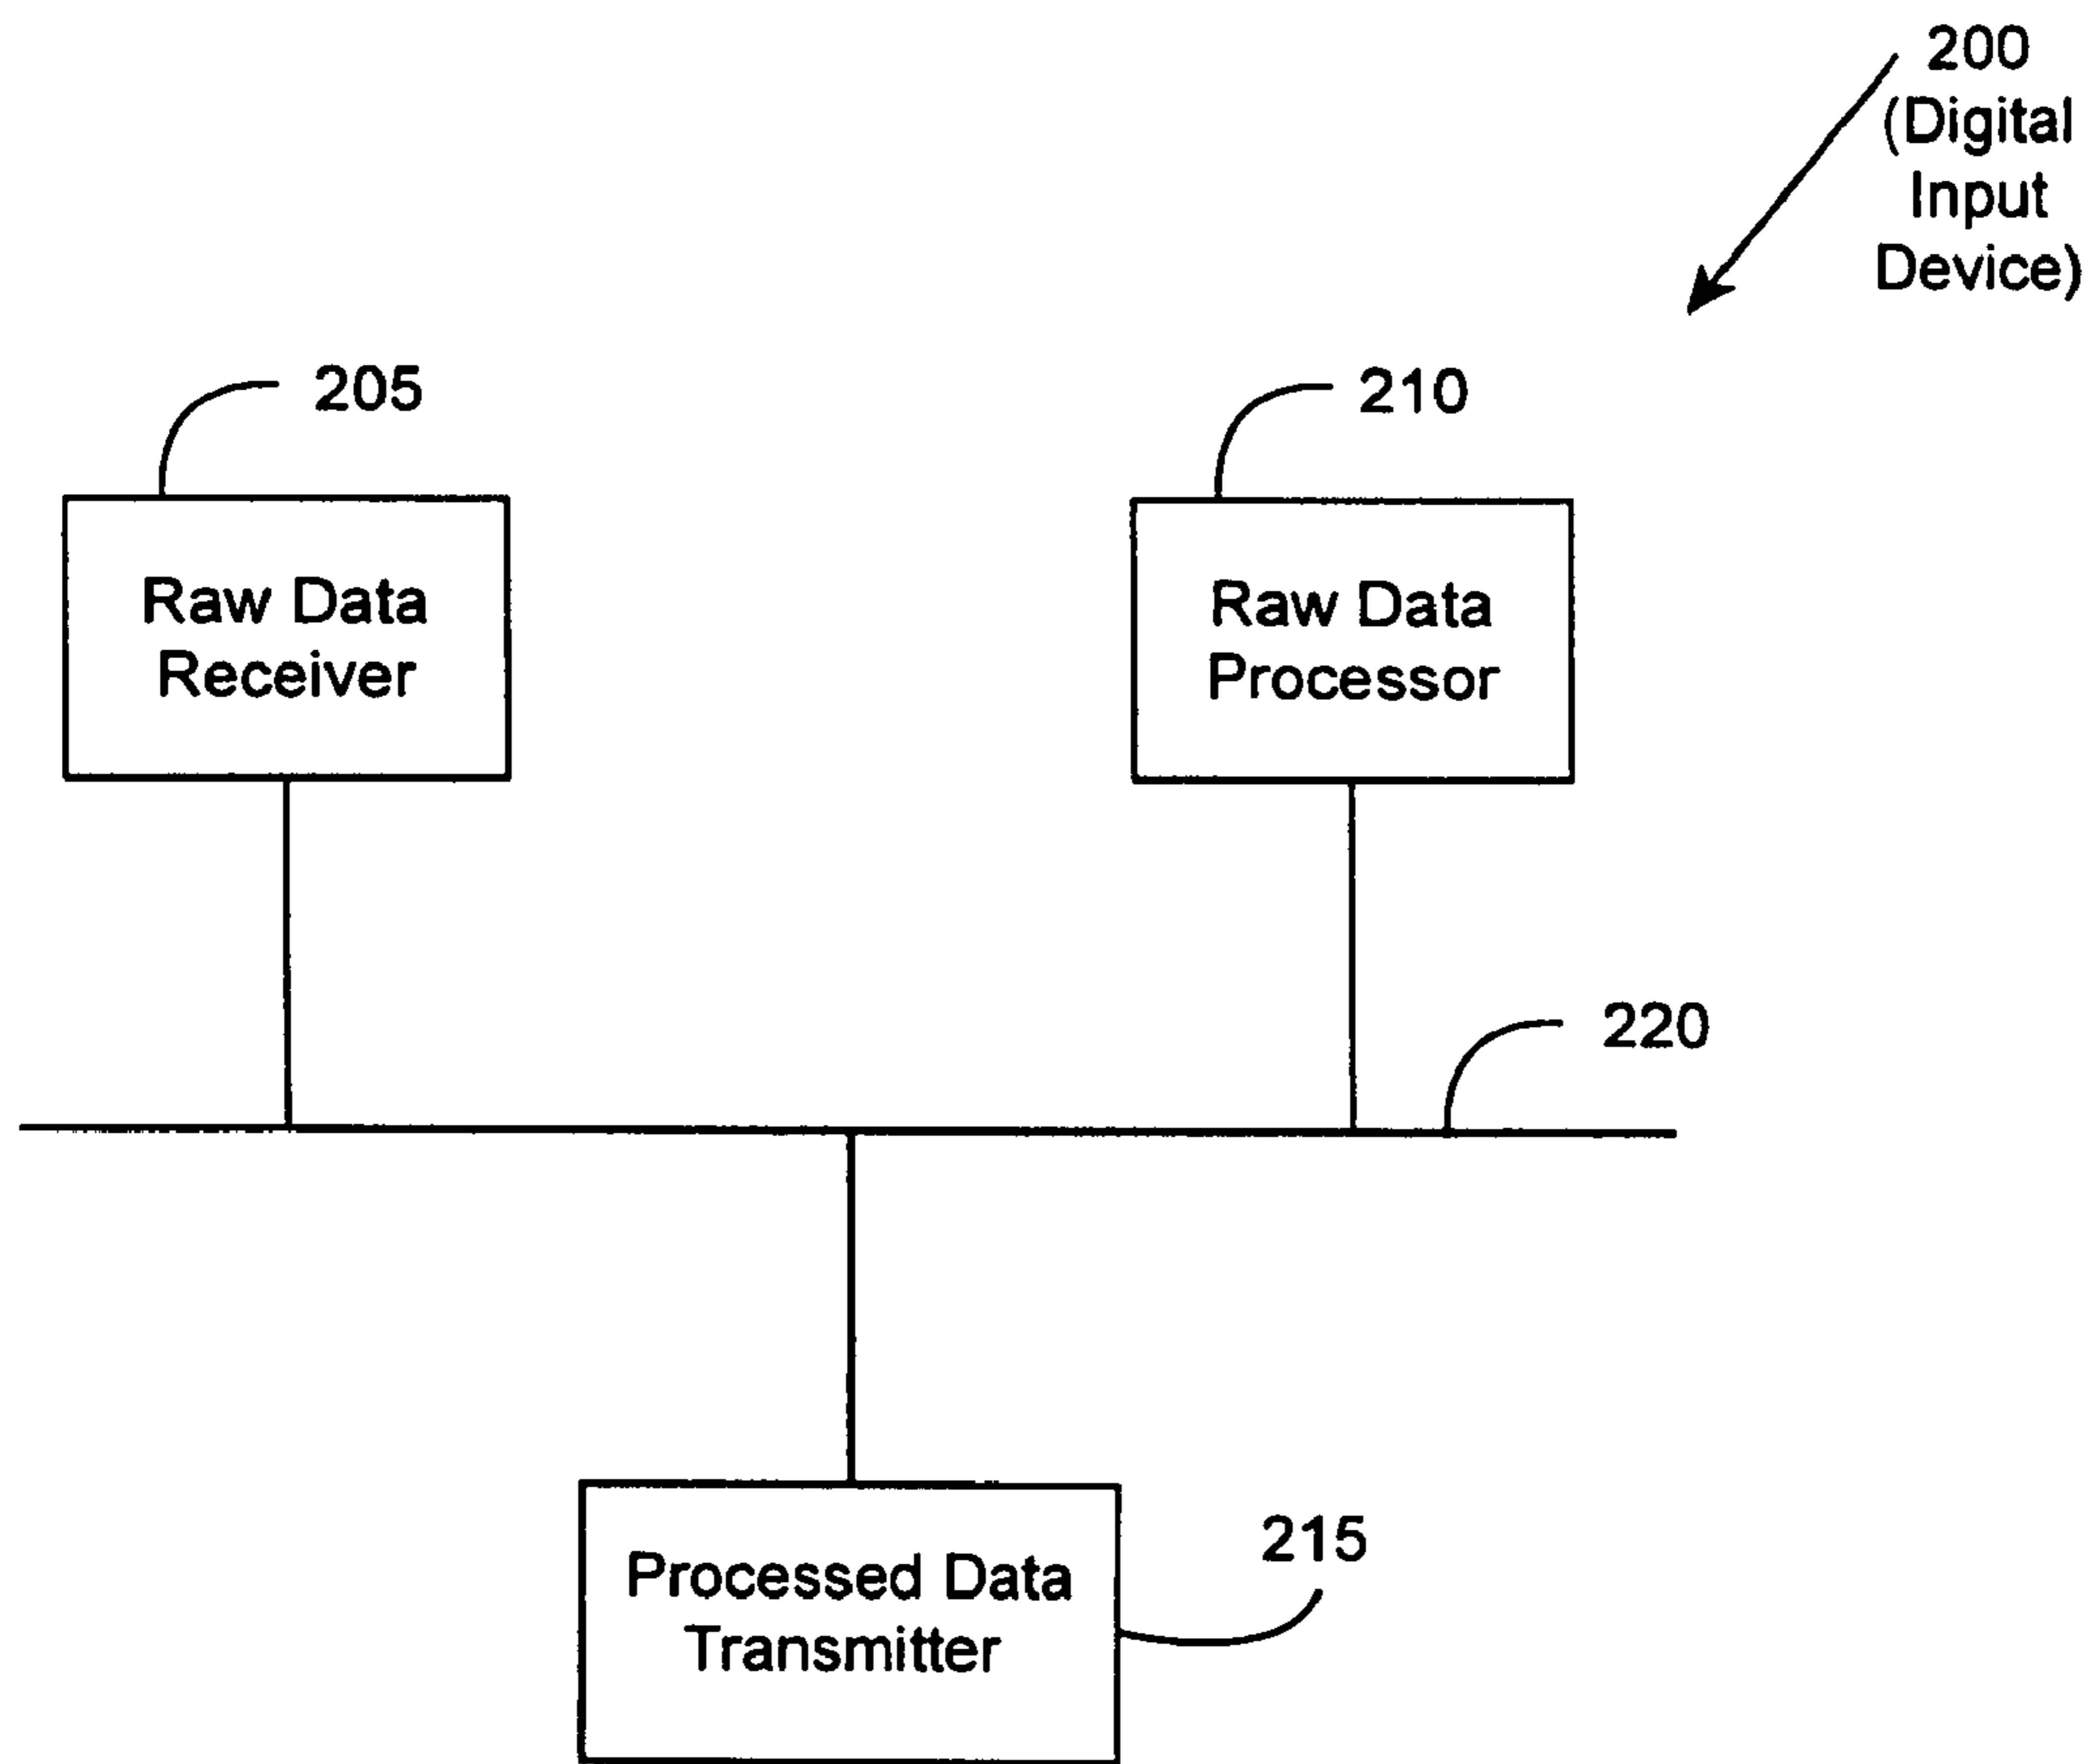 200
(Digital
Input
Device)
205
210
Raw Data
Receiver
Raw Data
Processor
220
215
Processed Data
Transmitter